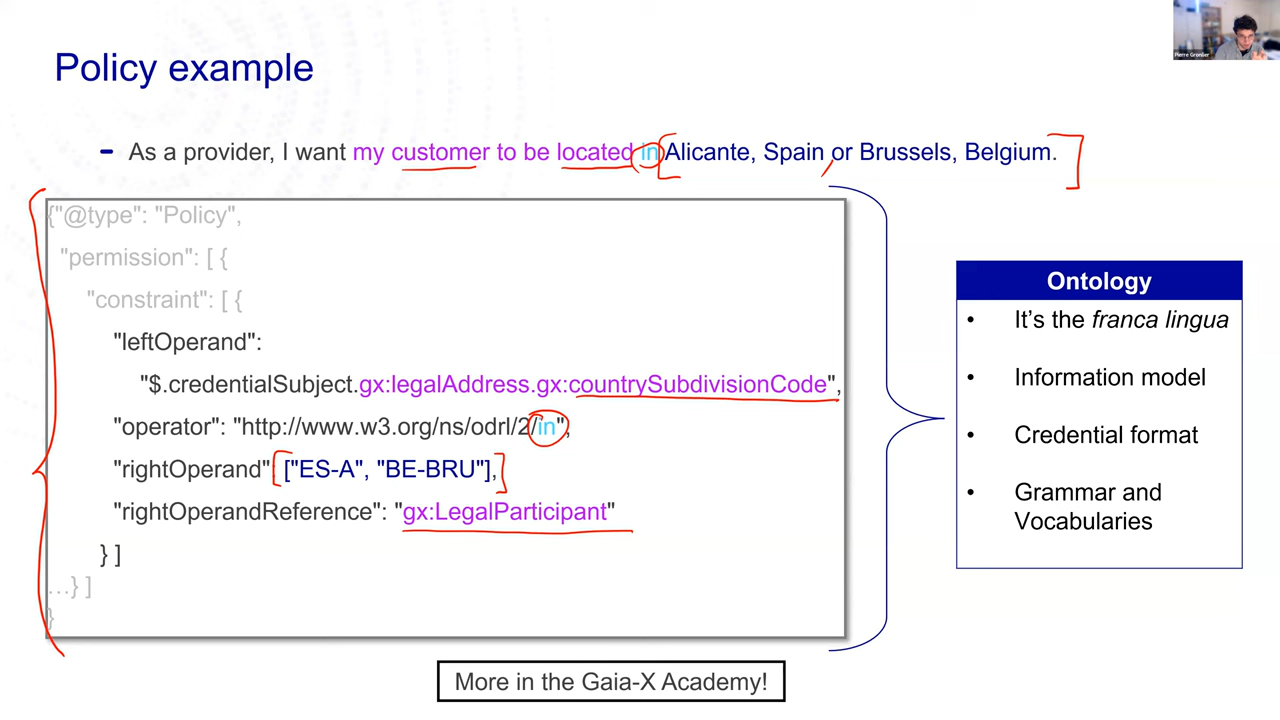 Pierre Gronlier
Policy example
– As a provider, I want my customer to be located in Alicante, Spain or Brussels, Belgium.
{"@type": "Policy",
"permission": [ {
"constraint": [ {
"leftOperand":
"$.credentialSubject.gx:legalAddress.gx:countrySubdivisionCode",
"operator": "http://www.w3.org/ns/odrl/2/in",
"rightOperand": ["ES-A", "BE-BRU"],
"rightOperandReference": "gx:LegalParticipant"
} ]
...} ]
}
Ontology
• It's the franca lingua
• Information model
• Credential format
• Grammar and
Vocabularies
More in the Gaia-X Academy!